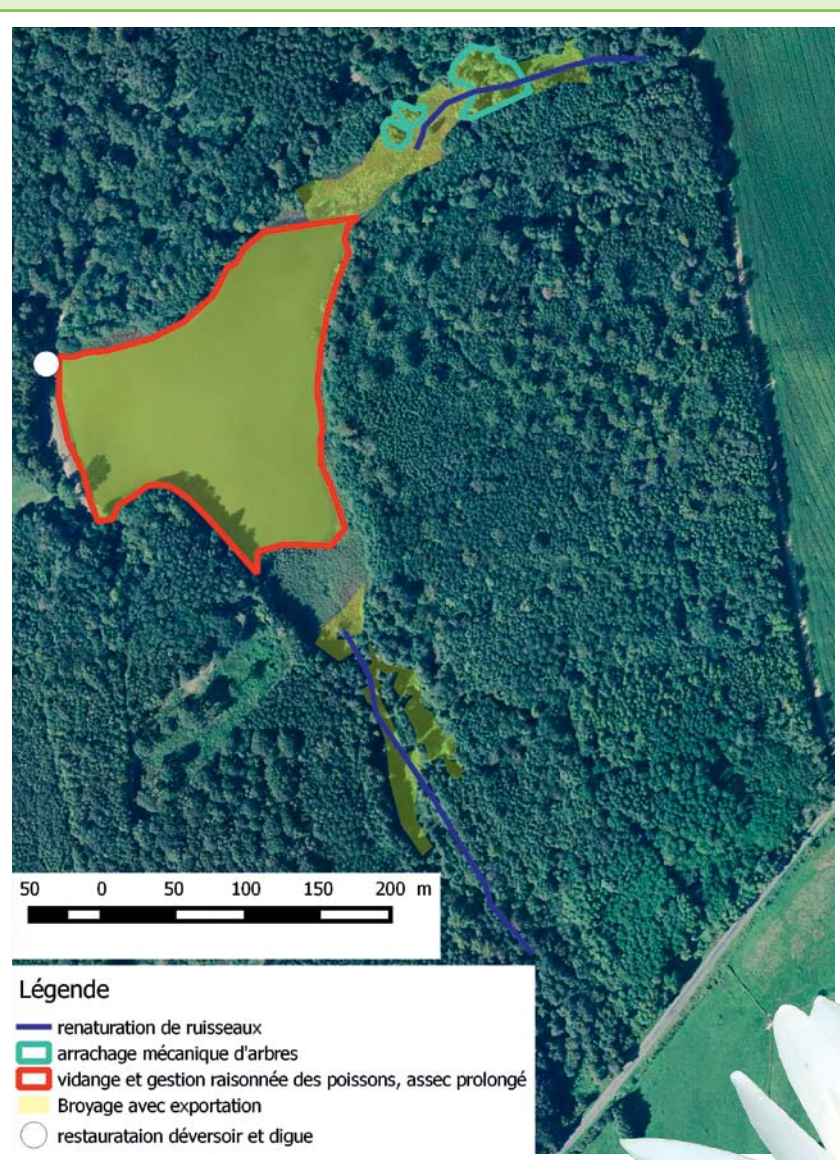 50 0 50 100 150 200 m
Légende
renaturation de ruisseaux
arrachage mécanique d'arbres
vidange et gestion raisonnée des poissons, assec prolongé
Broyage avec exportation
restaurataion déversoir et digue